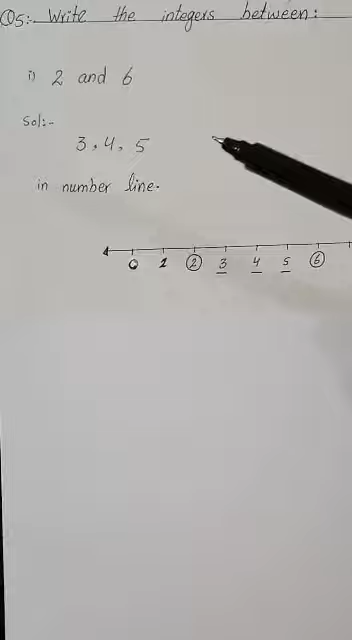 Q5:- Write the integers between:
i) 2 and 6
Sol:-
3, 4, 5
in number line.
0 1 2 3 4 5 6